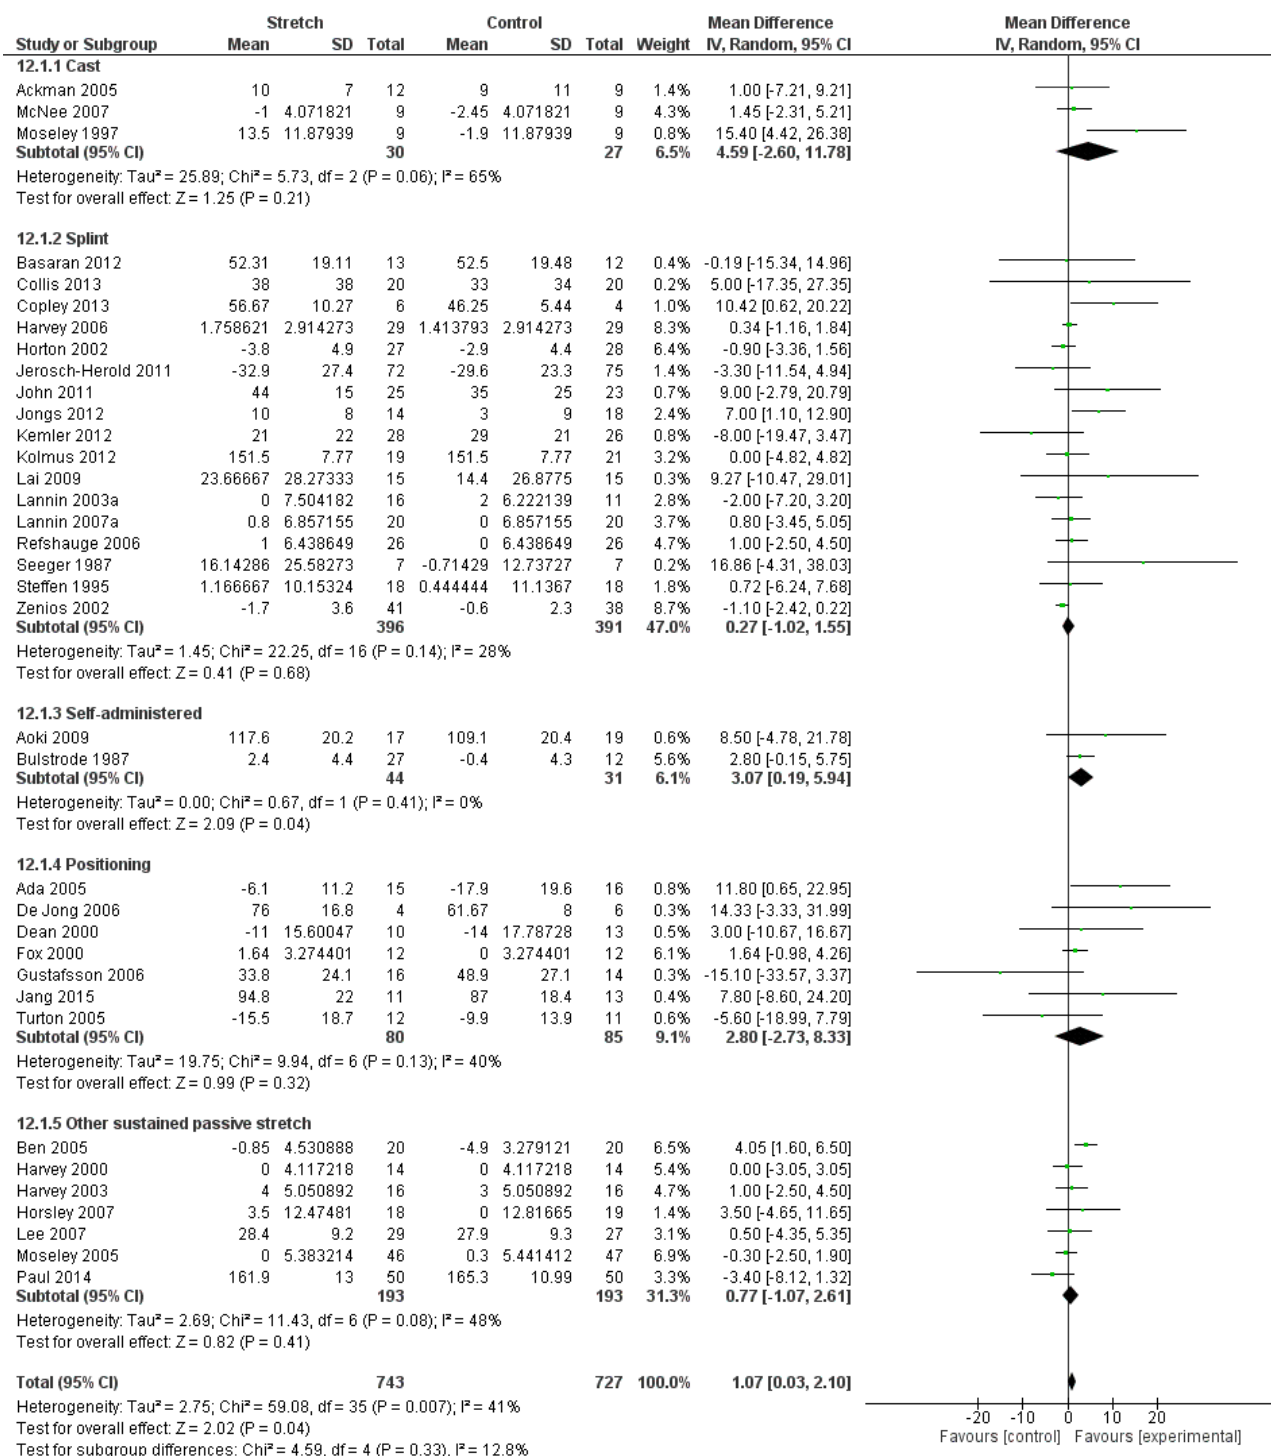 Stretch Control Mean Difference Mean Difference
Study or Subgroup Mean SD Total Mean SD Total Weight IV, Random, 95% CI IV, Random, 95% CI
12.1.1 Cast
Ackman 2005 10 7 12 9 11 9 1.4% 1.00 [-7.21, 9.21]
McNee 2007 -1 4.071821 9 -2.45 4.071821 9 4.3% 1.45 [-2.31, 5.21]
Moseley 1997 13.5 11.87939 9 -1.9 11.87939 9 0.8% 15.40 [4.42, 26.38]
Subtotal (95% CI) 30 27 6.5% 4.59 [-2.60, 11.78]
Heterogeneity: Tau² = 25.89; Chi² = 5.73, df = 2 (P = 0.06); I² = 65%
Test for overall effect: Z = 1.25 (P = 0.21)
12.1.2 Splint
Basaran 2012 52.31 19.11 13 52.5 19.48 12 0.4% -0.19 [-15.34, 14.96]
Collis 2013 38 38 20 33 34 20 0.2% 5.00 [-17.35, 27.35]
Copley 2013 56.67 10.27 6 46.25 5.44 4 1.0% 10.42 [0.62, 20.22]
Harvey 2006 1.758621 2.914273 29 1.413793 2.914273 29 8.3% 0.34 [-1.16, 1.84]
Horton 2002 -3.8 4.9 27 -2.9 4.4 28 6.4% -0.90 [-3.36, 1.56]
Jerosch-Herold 2011 -32.9 27.4 72 -29.6 23.3 75 1.4% -3.30 [-11.54, 4.94]
John 2011 44 15 25 35 25 23 0.7% 9.00 [-2.79, 20.79]
Jongs 2012 10 8 14 3 9 18 2.4% 7.00 [1.10, 12.90]
Kemler 2012 21 22 28 29 21 26 0.8% -8.00 [-19.47, 3.47]
Kolmus 2012 151.5 7.77 19 151.5 7.77 21 3.2% 0.00 [-4.82, 4.82]
Lai 2009 23.66667 28.27333 15 14.4 26.8775 15 0.3% 9.27 [-10.47, 29.01]
Lannin 2003a 0 7.504182 16 2 6.222139 11 2.8% -2.00 [-7.20, 3.20]
Lannin 2007a 0.8 6.857155 20 0 6.857155 20 3.7% 0.80 [-3.45, 5.05]
Refshauge 2006 1 6.438649 26 0 6.438649 26 4.7% 1.00 [-2.50, 4.50]
Seeger 1987 16.14286 25.58273 7 -0.71429 12.73727 7 0.2% 16.86 [-4.31, 38.03]
Steffen 1995 1.166667 10.15324 18 0.444444 11.1367 18 1.8% 0.72 [-6.24, 7.68]
Zenios 2002 -1.7 3.6 41 -0.6 2.3 38 8.7% -1.10 [-2.42, 0.22]
Subtotal (95% CI) 396 391 47.0% 0.27 [-1.02, 1.55]
Heterogeneity: Tau² = 1.45; Chi² = 22.25, df = 16 (P = 0.14); I² = 28%
Test for overall effect: Z = 0.41 (P = 0.68)
12.1.3 Self-administered
Aoki 2009 117.6 20.2 17 109.1 20.4 19 0.6% 8.50 [-4.78, 21.78]
Bulstrode 1987 2.4 4.4 27 -0.4 4.3 12 5.6% 2.80 [-0.15, 5.75]
Subtotal (95% CI) 44 31 6.1% 3.07 [0.19, 5.94]
Heterogeneity: Tau² = 0.00; Chi² = 0.67, df = 1 (P = 0.41); I² = 0%
Test for overall effect: Z = 2.09 (P = 0.04)
12.1.4 Positioning
Ada 2005 -6.1 11.2 15 -17.9 19.6 16 0.8% 11.80 [0.65, 22.95]
De Jong 2006 76 16.8 4 61.67 8 6 0.3% 14.33 [-3.33, 31.99]
Dean 2000 -11 15.60047 10 -14 17.78728 13 0.5% 3.00 [-10.67, 16.67]
Fox 2000 1.64 3.274401 12 0 3.274401 12 6.1% 1.64 [-0.98, 4.26]
Gustafsson 2006 33.8 24.1 16 48.9 27.1 14 0.3% -15.10 [-33.57, 3.37]
Jang 2015 94.8 22 11 87 18.4 13 0.4% 7.80 [-8.60, 24.20]
Turton 2005 -15.5 18.7 12 -9.9 13.9 11 0.6% -5.60 [-18.99, 7.79]
Subtotal (95% CI) 80 85 9.1% 2.80 [-2.73, 8.33]
Heterogeneity: Tau² = 19.75; Chi² = 9.94, df = 6 (P = 0.13); I² = 40%
Test for overall effect: Z = 0.99 (P = 0.32)
12.1.5 Other sustained passive stretch
Ben 2005 -0.85 4.530888 20 -4.9 3.279121 20 6.5% 4.05 [1.60, 6.50]
Harvey 2000 0 4.117218 14 0 4.117218 14 5.4% 0.00 [-3.05, 3.05]
Harvey 2003 4 5.050892 16 3 5.050892 16 4.7% 1.00 [-2.50, 4.50]
Horsley 2007 3.5 12.47481 18 0 12.81665 19 1.4% 3.50 [-4.65, 11.65]
Lee 2007 28.4 9.2 29 27.9 9.3 27 3.1% 0.50 [-4.35, 5.35]
Moseley 2005 0 5.383214 46 0.3 5.441412 47 6.9% -0.30 [-2.50, 1.90]
Paul 2014 161.9 13 50 165.3 10.99 50 3.3% -3.40 [-8.12, 1.32]
Subtotal (95% CI) 193 193 31.3% 0.77 [-1.07, 2.61]
Heterogeneity: Tau² = 2.69; Chi² = 11.43, df = 6 (P = 0.08); I² = 48%
Test for overall effect: Z = 0.82 (P = 0.41)
Total (95% CI) 743 727 100.0% 1.07 [0.03, 2.10]
Heterogeneity: Tau² = 2.75; Chi² = 59.08, df = 35 (P = 0.007); I² = 41%
Test for overall effect: Z = 2.02 (P = 0.04)
Test for subgroup differences: Chi² = 4.59, df = 4 (P = 0.33), I² = 12.8%
-20 -10 0 10 20
Favours [control] Favours [experimental]